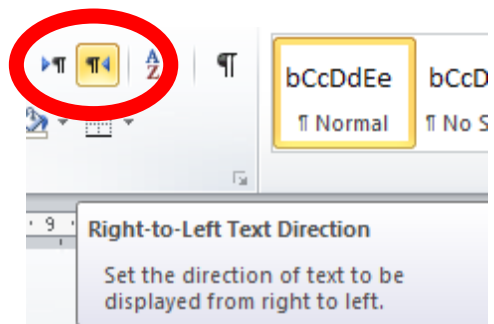 bCcDdEe bCcD
¶ Normal ¶ No S
· 9 ·
Right-to-Left Text Direction
Set the direction of text to be
displayed from right to left.